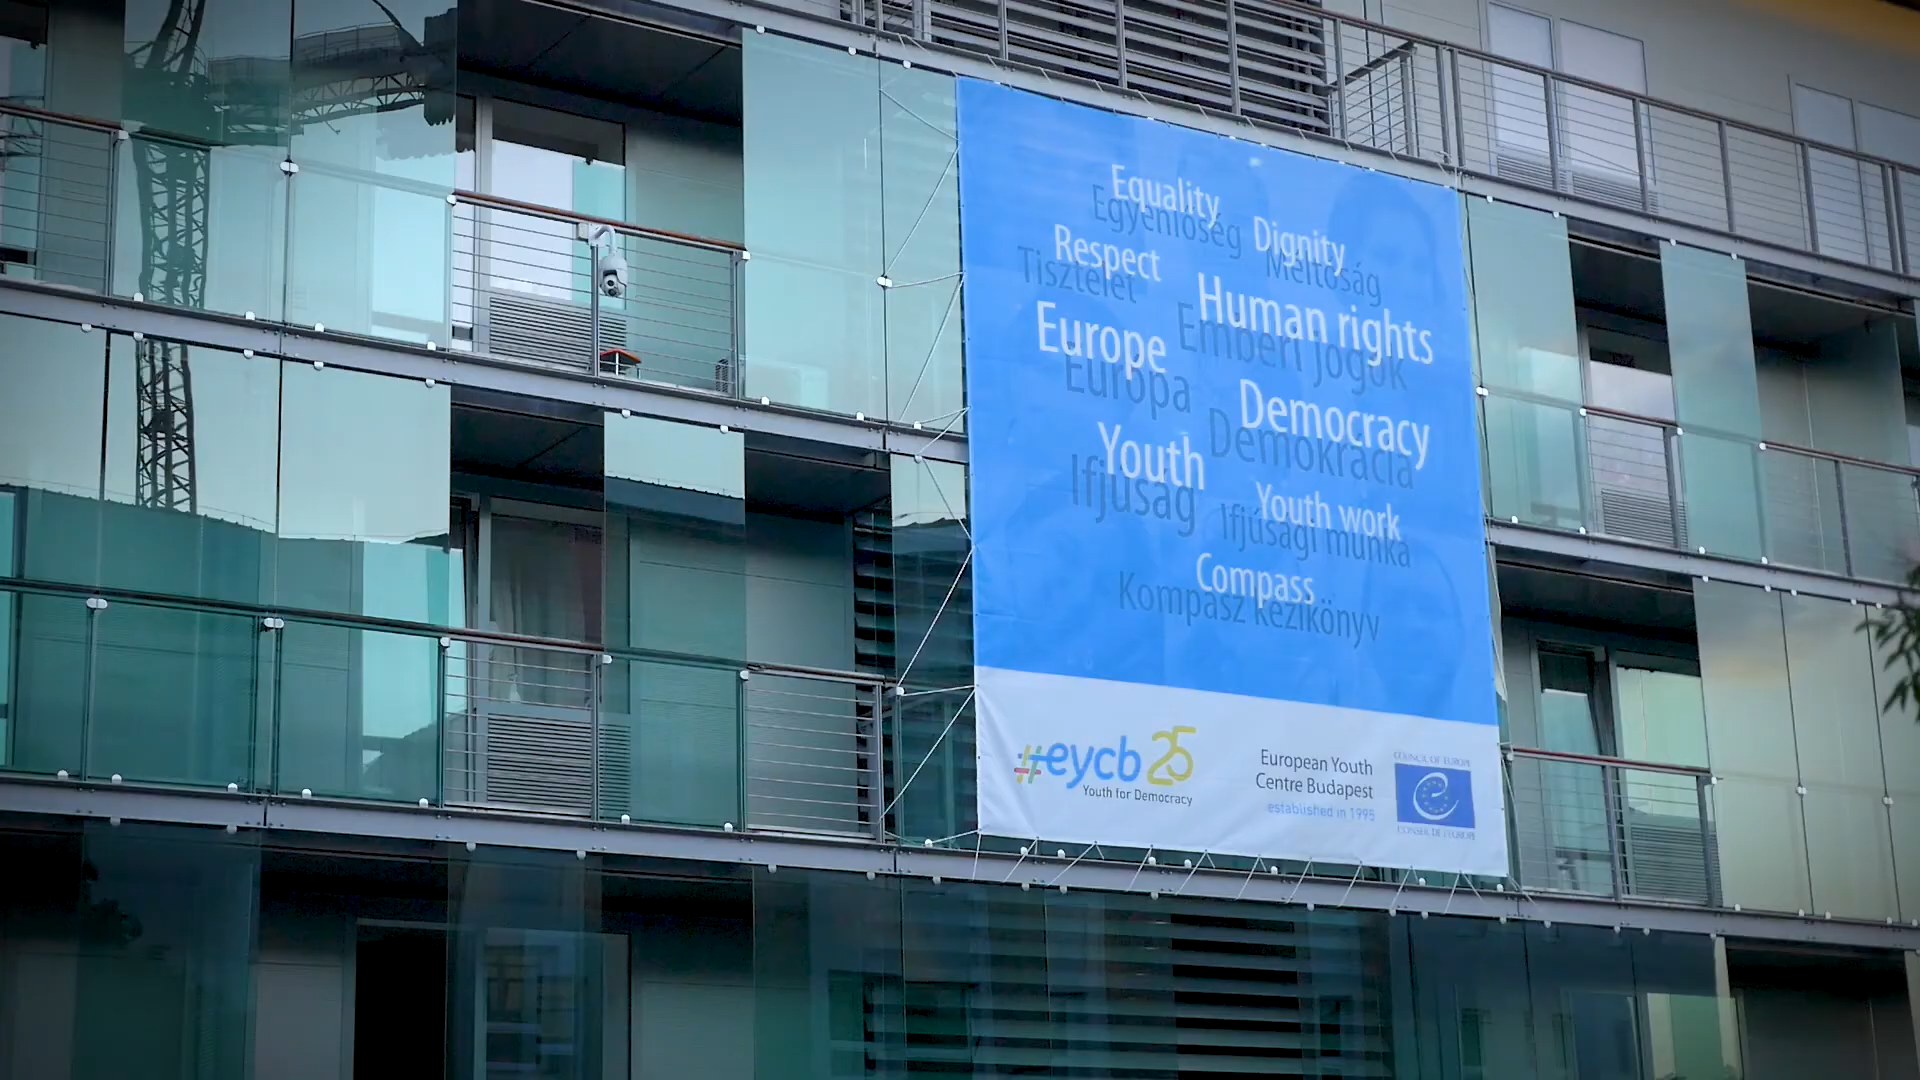 Equality
Egyenlőség
Dignity
Méltóság
Respect
Tisztelet
Human rights
Emberi jogok
Europe
Európa
Democracy
Demokrácia
Youth
Ifjúság
Youth work
Ifjúsági munka
Compass
Kompasz kézikönyv
#eycb 25
Youth for Democracy
European Youth
Centre Budapest
established in 1995
COUNCIL OF EUROPE
CONSEIL DE L'EUROPE